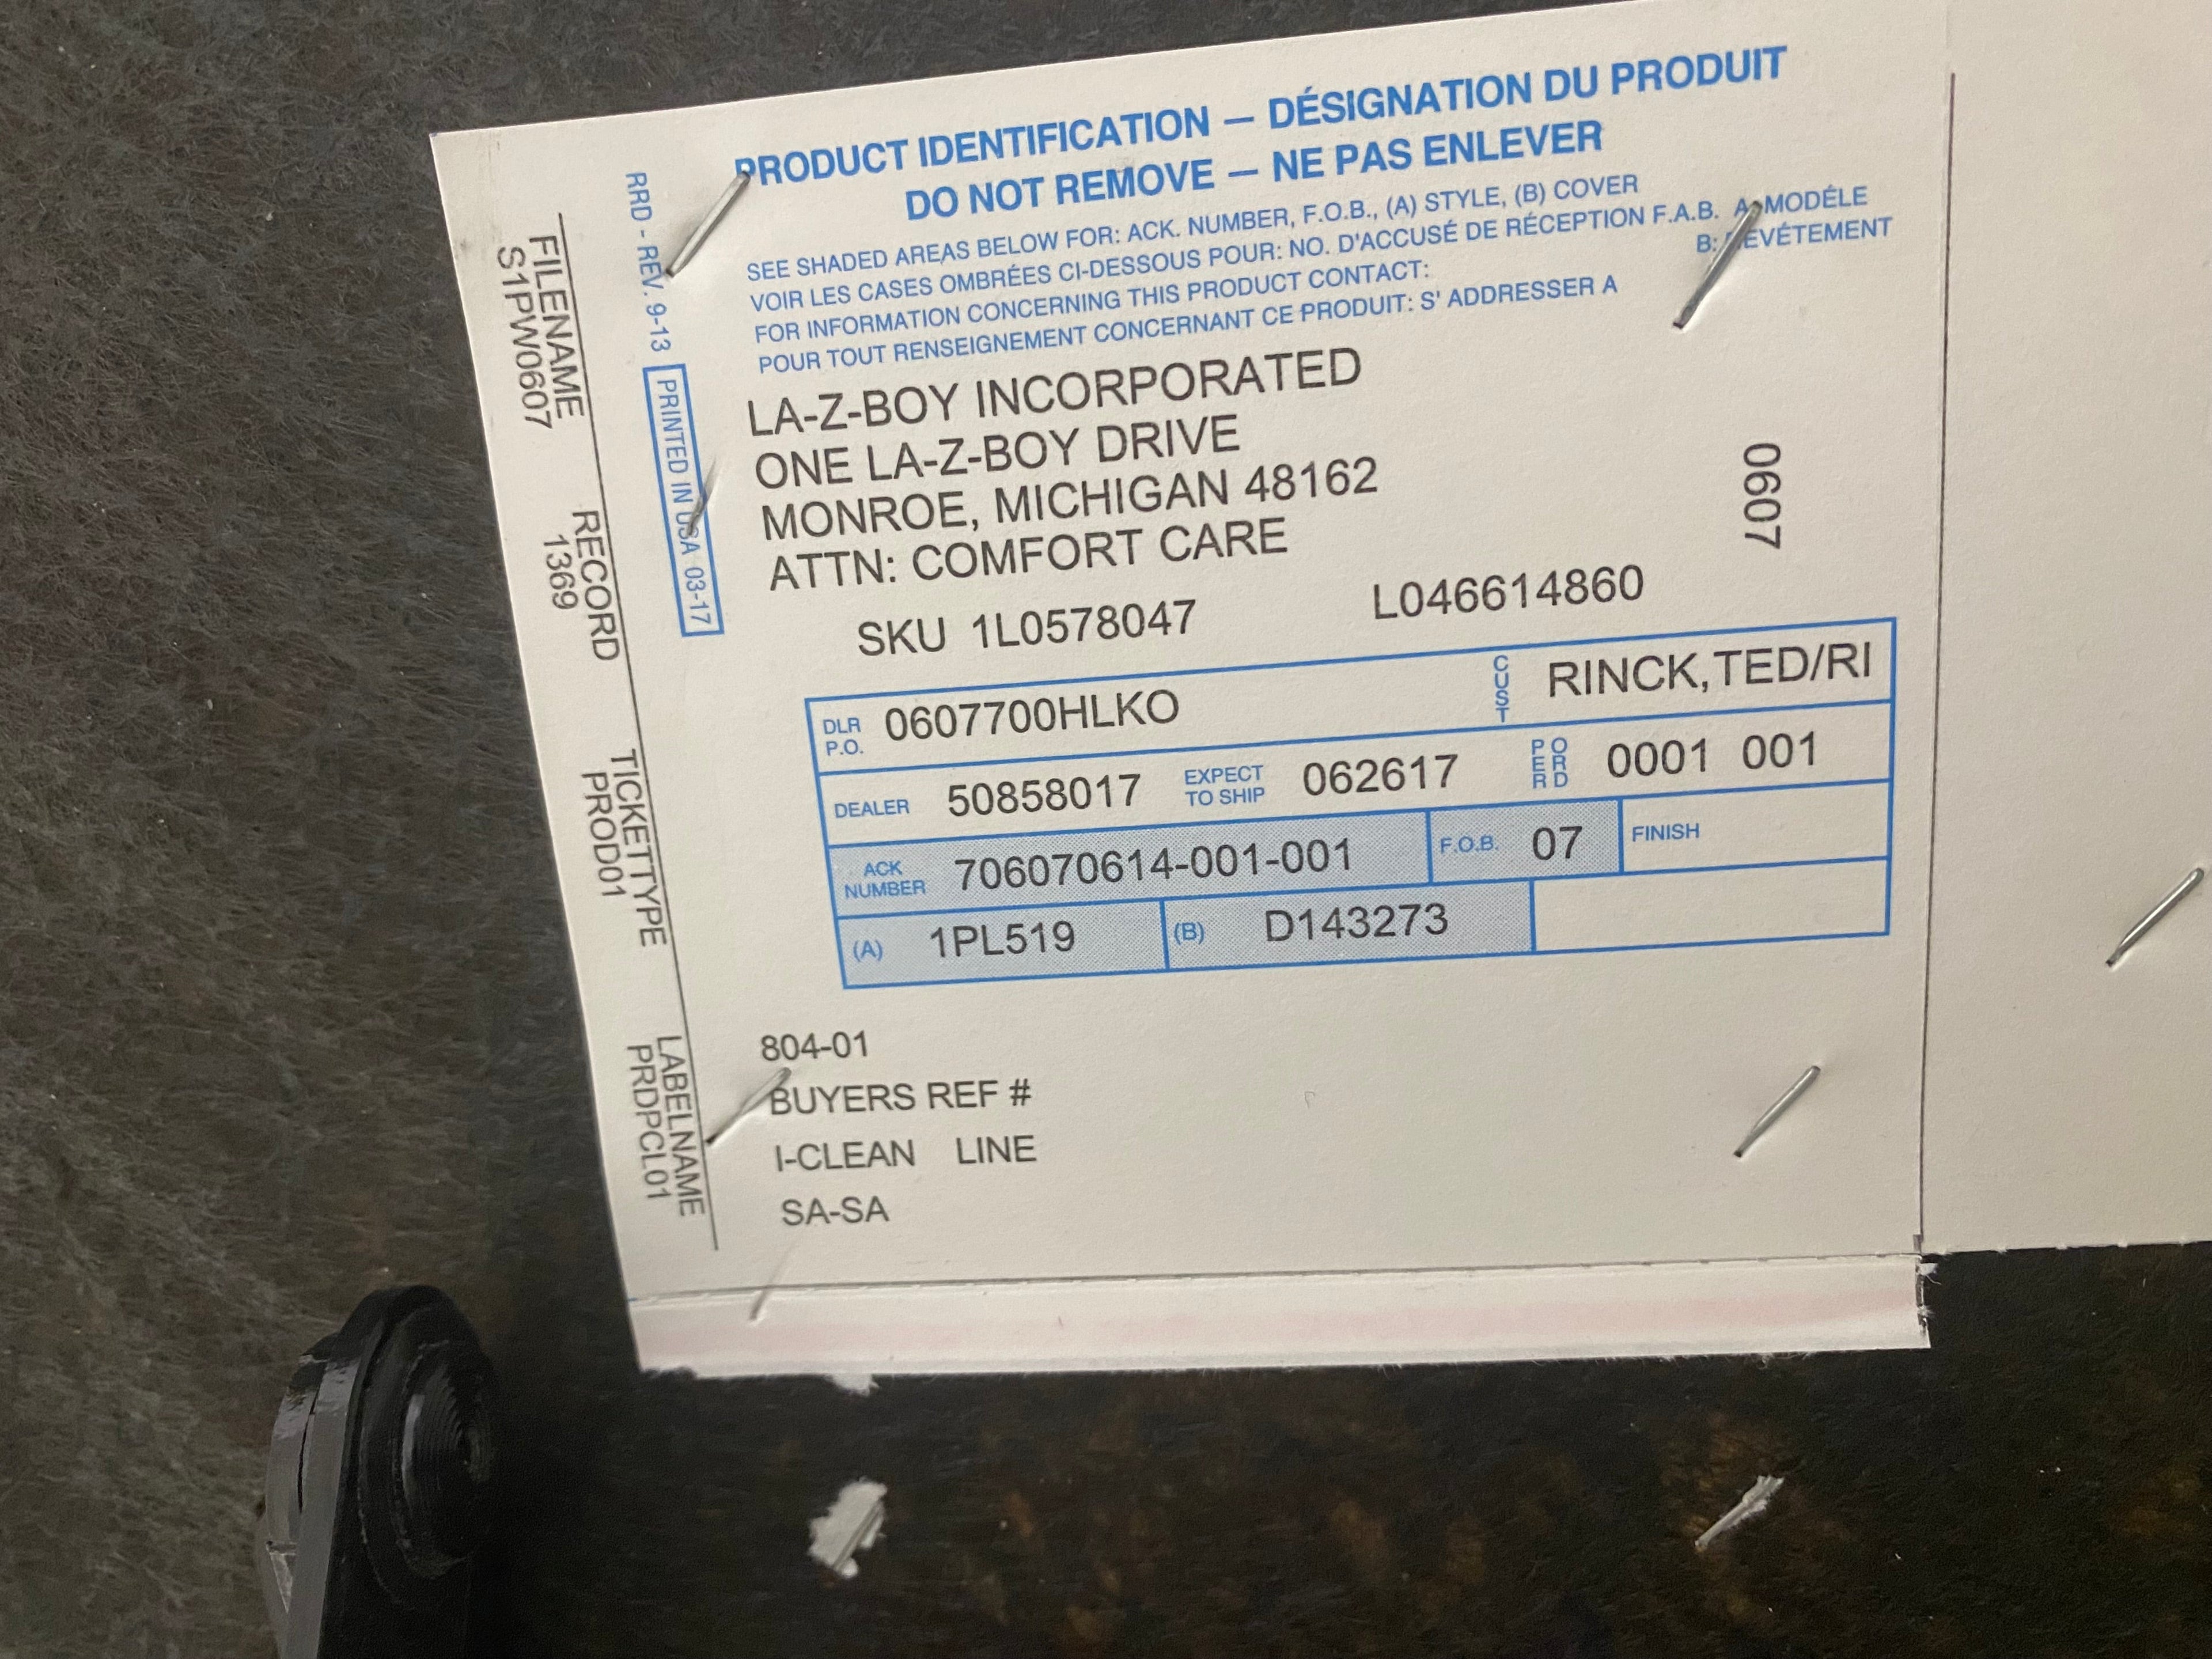 PRODUCT IDENTIFICATION — DÉSIGNATION DU PRODUIT
DO NOT REMOVE — NE PAS ENLEVER
SEE SHADED AREAS BELOW FOR: ACK. NUMBER, F.O.B., (A) STYLE, (B) COVER
VOIR LES CASES OMBRÉES CI-DESSOUS POUR: NO. D'ACCUSÉ DE RÉCEPTION F.A.B. A: MODÉLE
B: REVÉTEMENT
FOR INFORMATION CONCERNING THIS PRODUCT CONTACT:
POUR TOUT RENSEIGNEMENT CONCERNANT CE PRODUIT: S' ADDRESSER A
LA-Z-BOY INCORPORATED
ONE LA-Z-BOY DRIVE
MONROE, MICHIGAN 48162
ATTN: COMFORT CARE
0607
SKU 1L0578047 L046614860
DLR P.O. 0607700HLKO CUST RINCK,TED/RI
DEALER 50858017 EXPECT TO SHIP 062617 PER ORD 0001 001
ACK NUMBER 706070614-001-001 F.O.B. 07 FINISH
(A) 1PL519 (B) D143273
804-01
BUYERS REF #
I-CLEAN LINE
SA-SA
RRD - REV. 9-13 PRINTED IN USA 03-17
FILENAME RECORD TICKETTYPE LABELNAME
S1PW0607 1369 PROD01 PRDPCL01